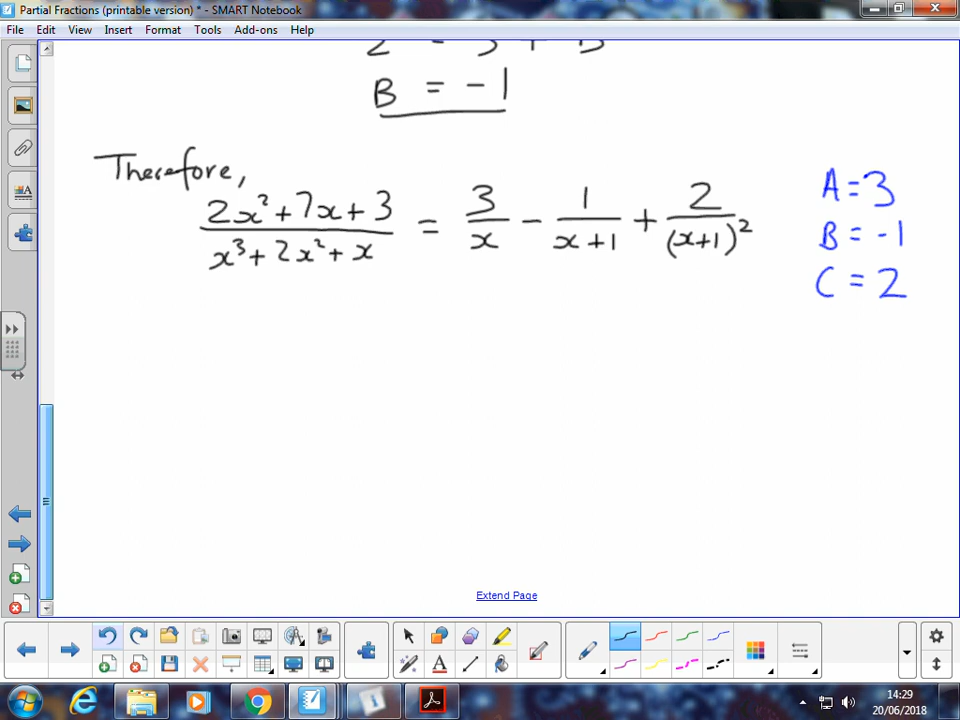 Partial Fractions (printable version) * - SMART Notebook
File Edit View Insert Format Tools Add-ons Help
2 = 3 + B
B = -1
Therefore,
2x²+7x+3 / x³+2x²+x = 3/x - 1/x+1 + 2/(x+1)²
A = 3
B = -1
C = 2
Extend Page
14:29
20/06/2018